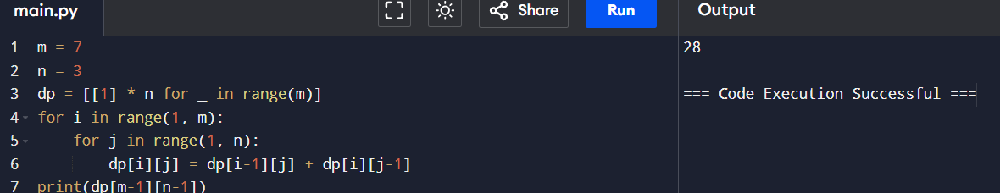 main.py Share Run Output
1 m = 7
2 n = 3
3 dp = [[1] * n for _ in range(m)]
4 for i in range(1, m):
5     for j in range(1, n):
6         dp[i][j] = dp[i-1][j] + dp[i][j-1]
7 print(dp[m-1][n-1])
28
=== Code Execution Successful ===